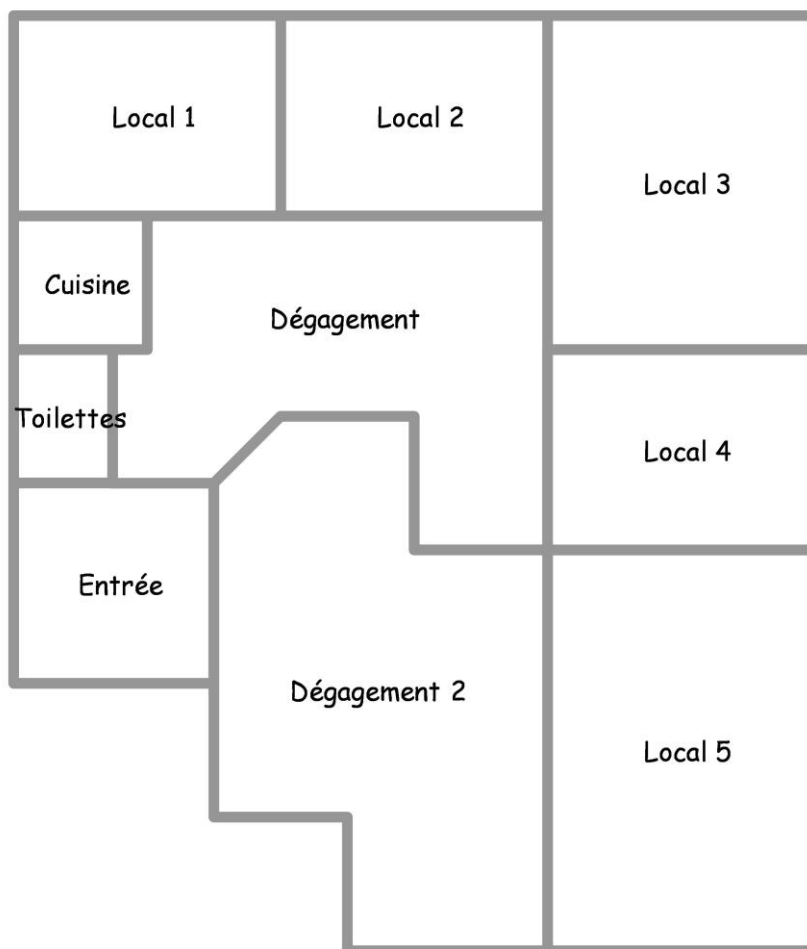 Local 1
Local 2
Local 3
Cuisine
Dégagement
Toilettes
Local 4
Entrée
Dégagement 2
Local 5